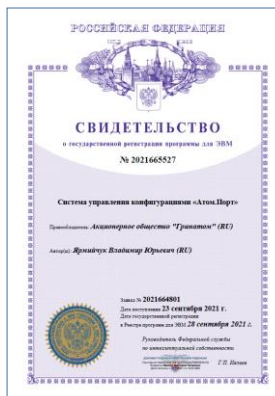 РОССИЙСКАЯ ФЕДЕРАЦИЯ
СВИДЕТЕЛЬСТВО
о государственной регистрации программы для ЭВМ
№ 2021665527
Система управления конфигурациями «Атом.Порт»
Правообладатель: Акционерное общество "Гринатом" (RU)
Автор(ы): Ярмийчук Владимир Юрьевич (RU)
Заявка № 2021664801
Дата поступления 23 сентября 2021 г.
Дата государственной регистрации
в Реестре программ для ЭВМ 28 сентября 2021 г.
Руководитель Федеральной службы
по интеллектуальной собственности
Г.П. Ивлиев